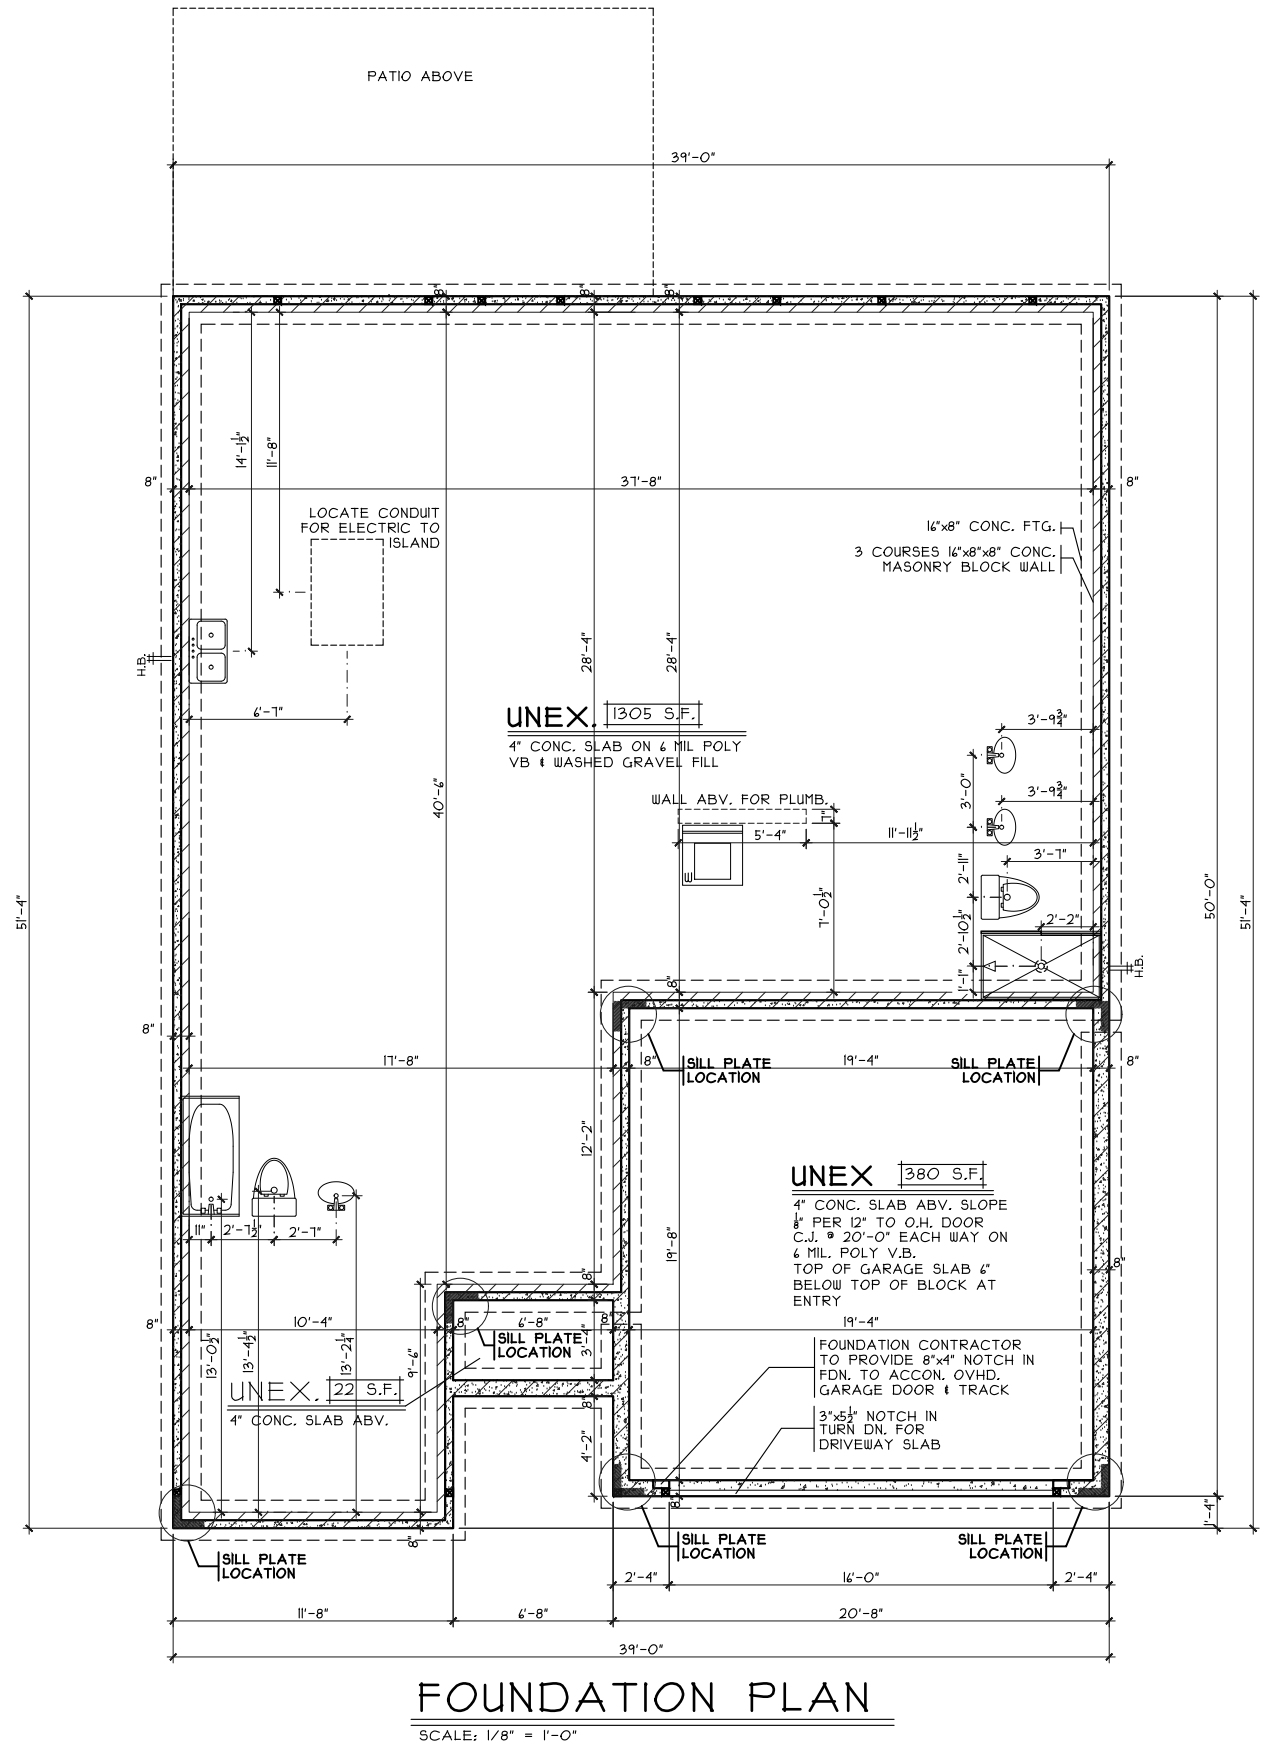 PATIO ABOVE
39'-0"
8"
8"
8"
14'-1½"
11'-8"
8"
37'-8"
8"
LOCATE CONDUIT
FOR ELECTRIC TO
ISLAND
16"x8" CONC. FTG.
3 COURSES 16"x8"x8" CONC.
MASONRY BLOCK WALL
H.B.
28'-4"
28'-4"
6'-7"
UNEX. 1305 S.F.
4" CONC. SLAB ON 6 MIL POLY
VB & WASHED GRAVEL FILL
3'-9¾"
3'-0"
3'-9¾"
40'-6"
WALL ABV. FOR PLUMB.
7"
5'-4"
11'-11½"
3'-7"
2'-11"
W
7'-0½"
2'-10½"
2'-2"
1'-1"
51'-4"
50'-0"
51'-4"
H.B.
8"
8"
17'-8"
8"
SILL PLATE
LOCATION
19'-4"
SILL PLATE
LOCATION
8"
12'-2"
UNEX 380 S.F.
4" CONC. SLAB ABV. SLOPE
⅛" PER 12" TO O.H. DOOR
C.J. @ 20'-0" EACH WAY ON
6 MIL. POLY V.B.
TOP OF GARAGE SLAB 6"
BELOW TOP OF BLOCK AT
ENTRY
11"
2'-7½"
2'-7"
19'-8"
8"
8"
8"
10'-4"
8"
6'-8"
8"
19'-4"
SILL PLATE
LOCATION
3'-4"
13'-0½"
13'-4½"
13'-2¼"
9'-6"
FOUNDATION CONTRACTOR
TO PROVIDE 8"x4" NOTCH IN
FDN. TO ACCON. OVHD.
GARAGE DOOR & TRACK
UNEX. 22 S.F.
4" CONC. SLAB ABV.
8"
4'-2"
3"x5½" NOTCH IN
TURN DN. FOR
DRIVEWAY SLAB
8"
1'-4"
8"
SILL PLATE
LOCATION
SILL PLATE
LOCATION
SILL PLATE
LOCATION
2'-4"
16'-0"
2'-4"
11'-8"
6'-8"
20'-8"
39'-0"
FOUNDATION PLAN
SCALE: 1/8" = 1'-0"